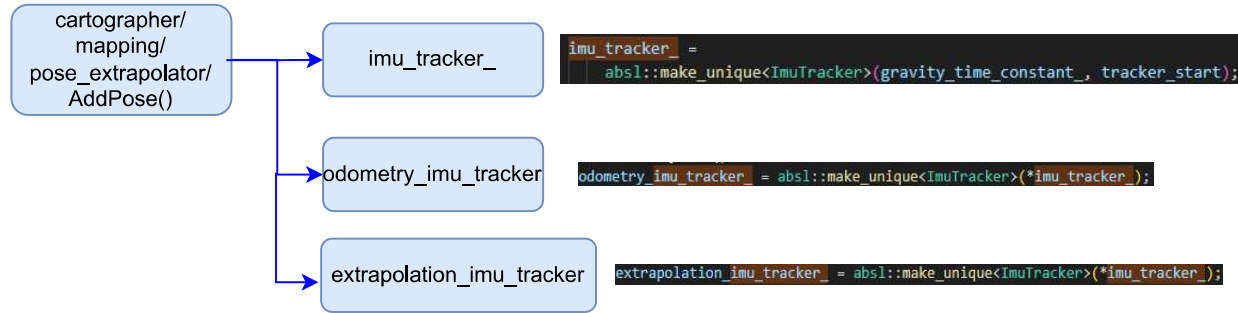 cartographer/
mapping/
pose_extrapolator/
AddPose()
imu_tracker_
imu_tracker_ =
absl::make_unique<ImuTracker>(gravity_time_constant_, tracker_start);
odometry_imu_tracker
odometry_imu_tracker_ = absl::make_unique<ImuTracker>(*imu_tracker_);
extrapolation_imu_tracker
extrapolation_imu_tracker_ = absl::make_unique<ImuTracker>(*imu_tracker_);